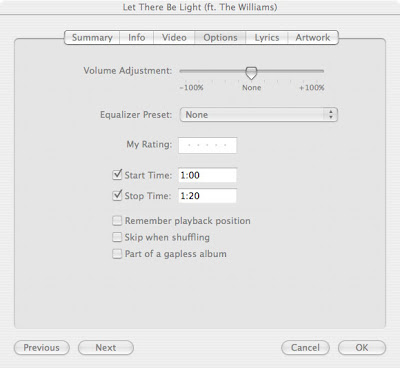 Let There Be Light (ft. The Williams)
Summary Info Video Options Lyrics Artwork
Volume Adjustment:
-100% None +100%
Equalizer Preset: None
My Rating:
Start Time: 1:00
Stop Time: 1:20
Remember playback position
Skip when shuffling
Part of a gapless album
Previous Next Cancel OK